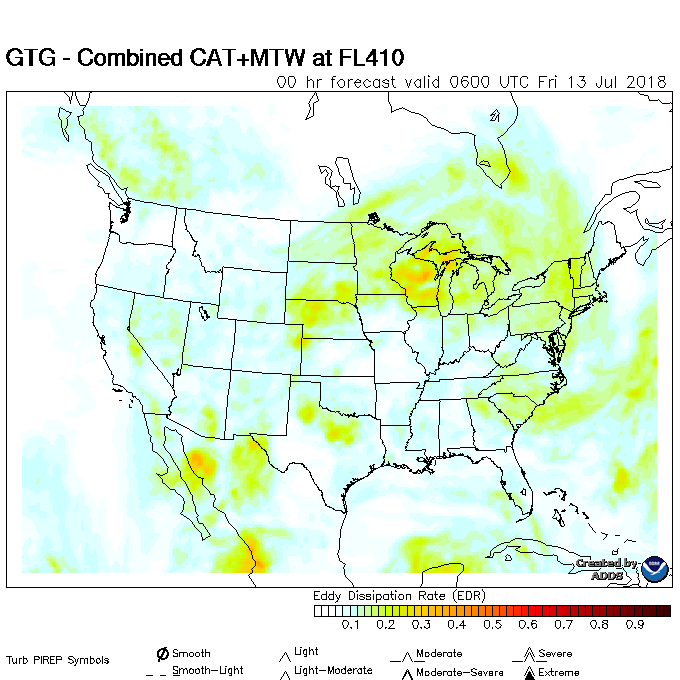 GTG - Combined CAT+MTW at FL410
00 hr forecast valid 0600 UTC Fri 13 Jul 2018
Created by
ADDS
Eddy Dissipation Rate (EDR)
0.1 0.2 0.3 0.4 0.5 0.6 0.7 0.8 0.9
Turb PIREP Symbols
Smooth
Light
Moderate
Severe
Smooth-Light
Light-Moderate
Moderate-Severe
Extreme